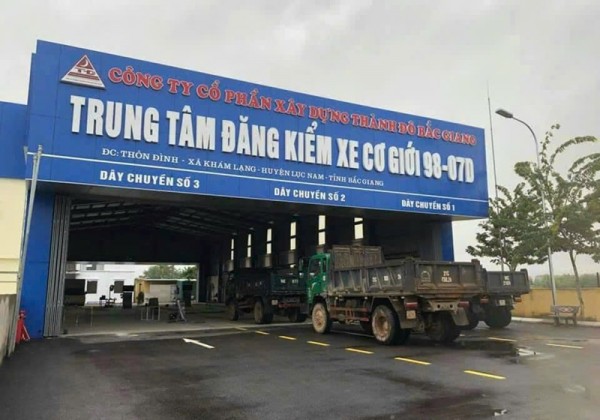 CÔNG TY CỔ PHẦN XÂY DỰNG THÀNH ĐÔ BẮC GIANG
TRUNG TÂM ĐĂNG KIỂM XE CƠ GIỚI 98-07D
ĐC: THÔN ĐÌNH - XÃ KHÁM LẠNG - HUYỆN LỤC NAM - TỈNH BẮC GIANG
DÂY CHUYỀN SỐ 3
DÂY CHUYỀN SỐ 2
DÂY CHUYỀN SỐ 1